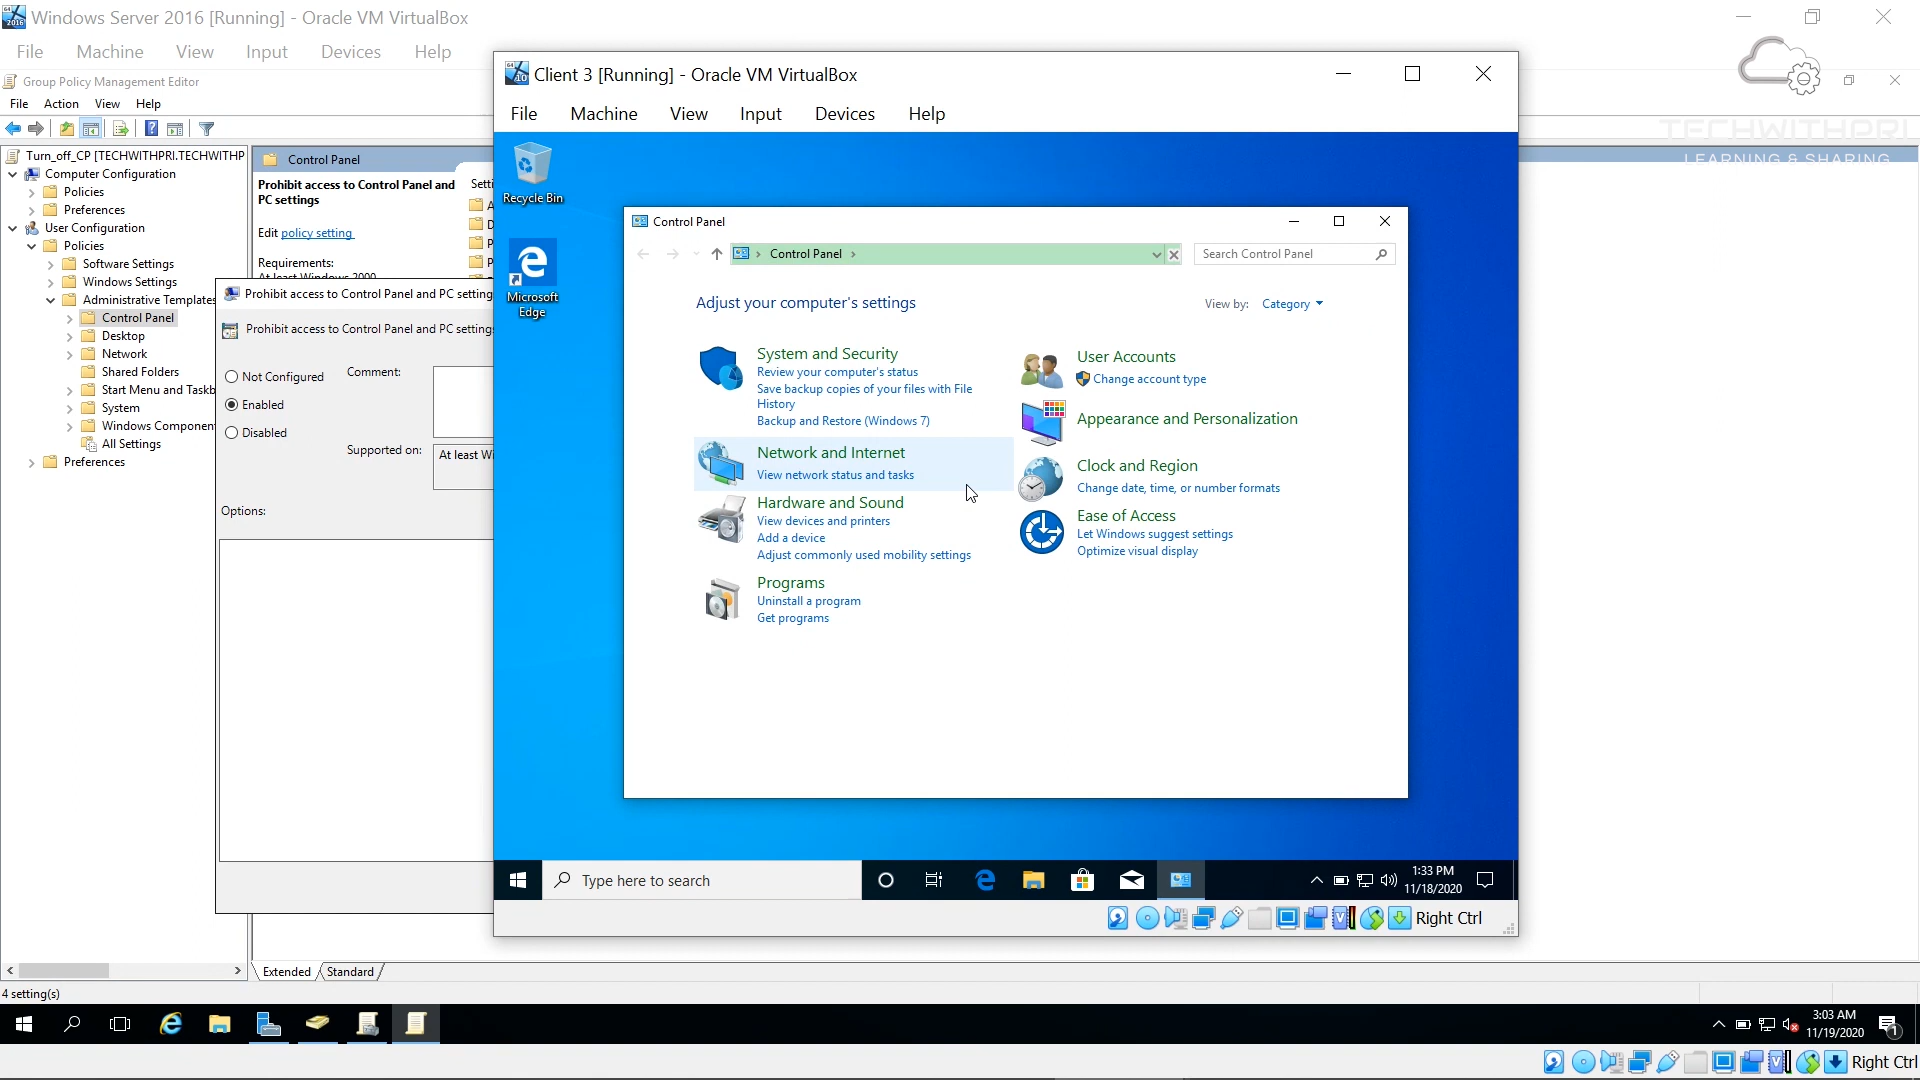 Windows Server 2016 [Running] - Oracle VM VirtualBox
File Machine View Input Devices Help
Group Policy Management Editor
File Action View Help
TECHWITHPRI
LEARNING & SHARING
Turn_off_CP [TECHWITHPRI.TECHWITHP
Computer Configuration
Policies
Preferences
User Configuration
Policies
Software Settings
Windows Settings
Administrative Templates
Control Panel
Desktop
Network
Shared Folders
Start Menu and Taskb
System
Windows Componen
All Settings
Preferences
Control Panel
Prohibit access to Control Panel and
PC settings
Edit policy setting
Requirements:
At least Windows 2000
Setti
Prohibit access to Control Panel and PC setting
Prohibit access to Control Panel and PC settings
Not Configured
Enabled
Disabled
Comment:
Supported on:
At least Wi
Options:
Extended Standard
4 setting(s)
Client 3 [Running] - Oracle VM VirtualBox
File Machine View Input Devices Help
Recycle Bin
Microsoft
Edge
Control Panel
Control Panel
Search Control Panel
Adjust your computer's settings
View by: Category
System and Security
Review your computer's status
Save backup copies of your files with File
History
Backup and Restore (Windows 7)
Network and Internet
View network status and tasks
Hardware and Sound
View devices and printers
Add a device
Adjust commonly used mobility settings
Programs
Uninstall a program
Get programs
User Accounts
Change account type
Appearance and Personalization
Clock and Region
Change date, time, or number formats
Ease of Access
Let Windows suggest settings
Optimize visual display
Type here to search
1:33 PM
11/18/2020
Right Ctrl
3:03 AM
11/19/2020
1
Right Ctrl